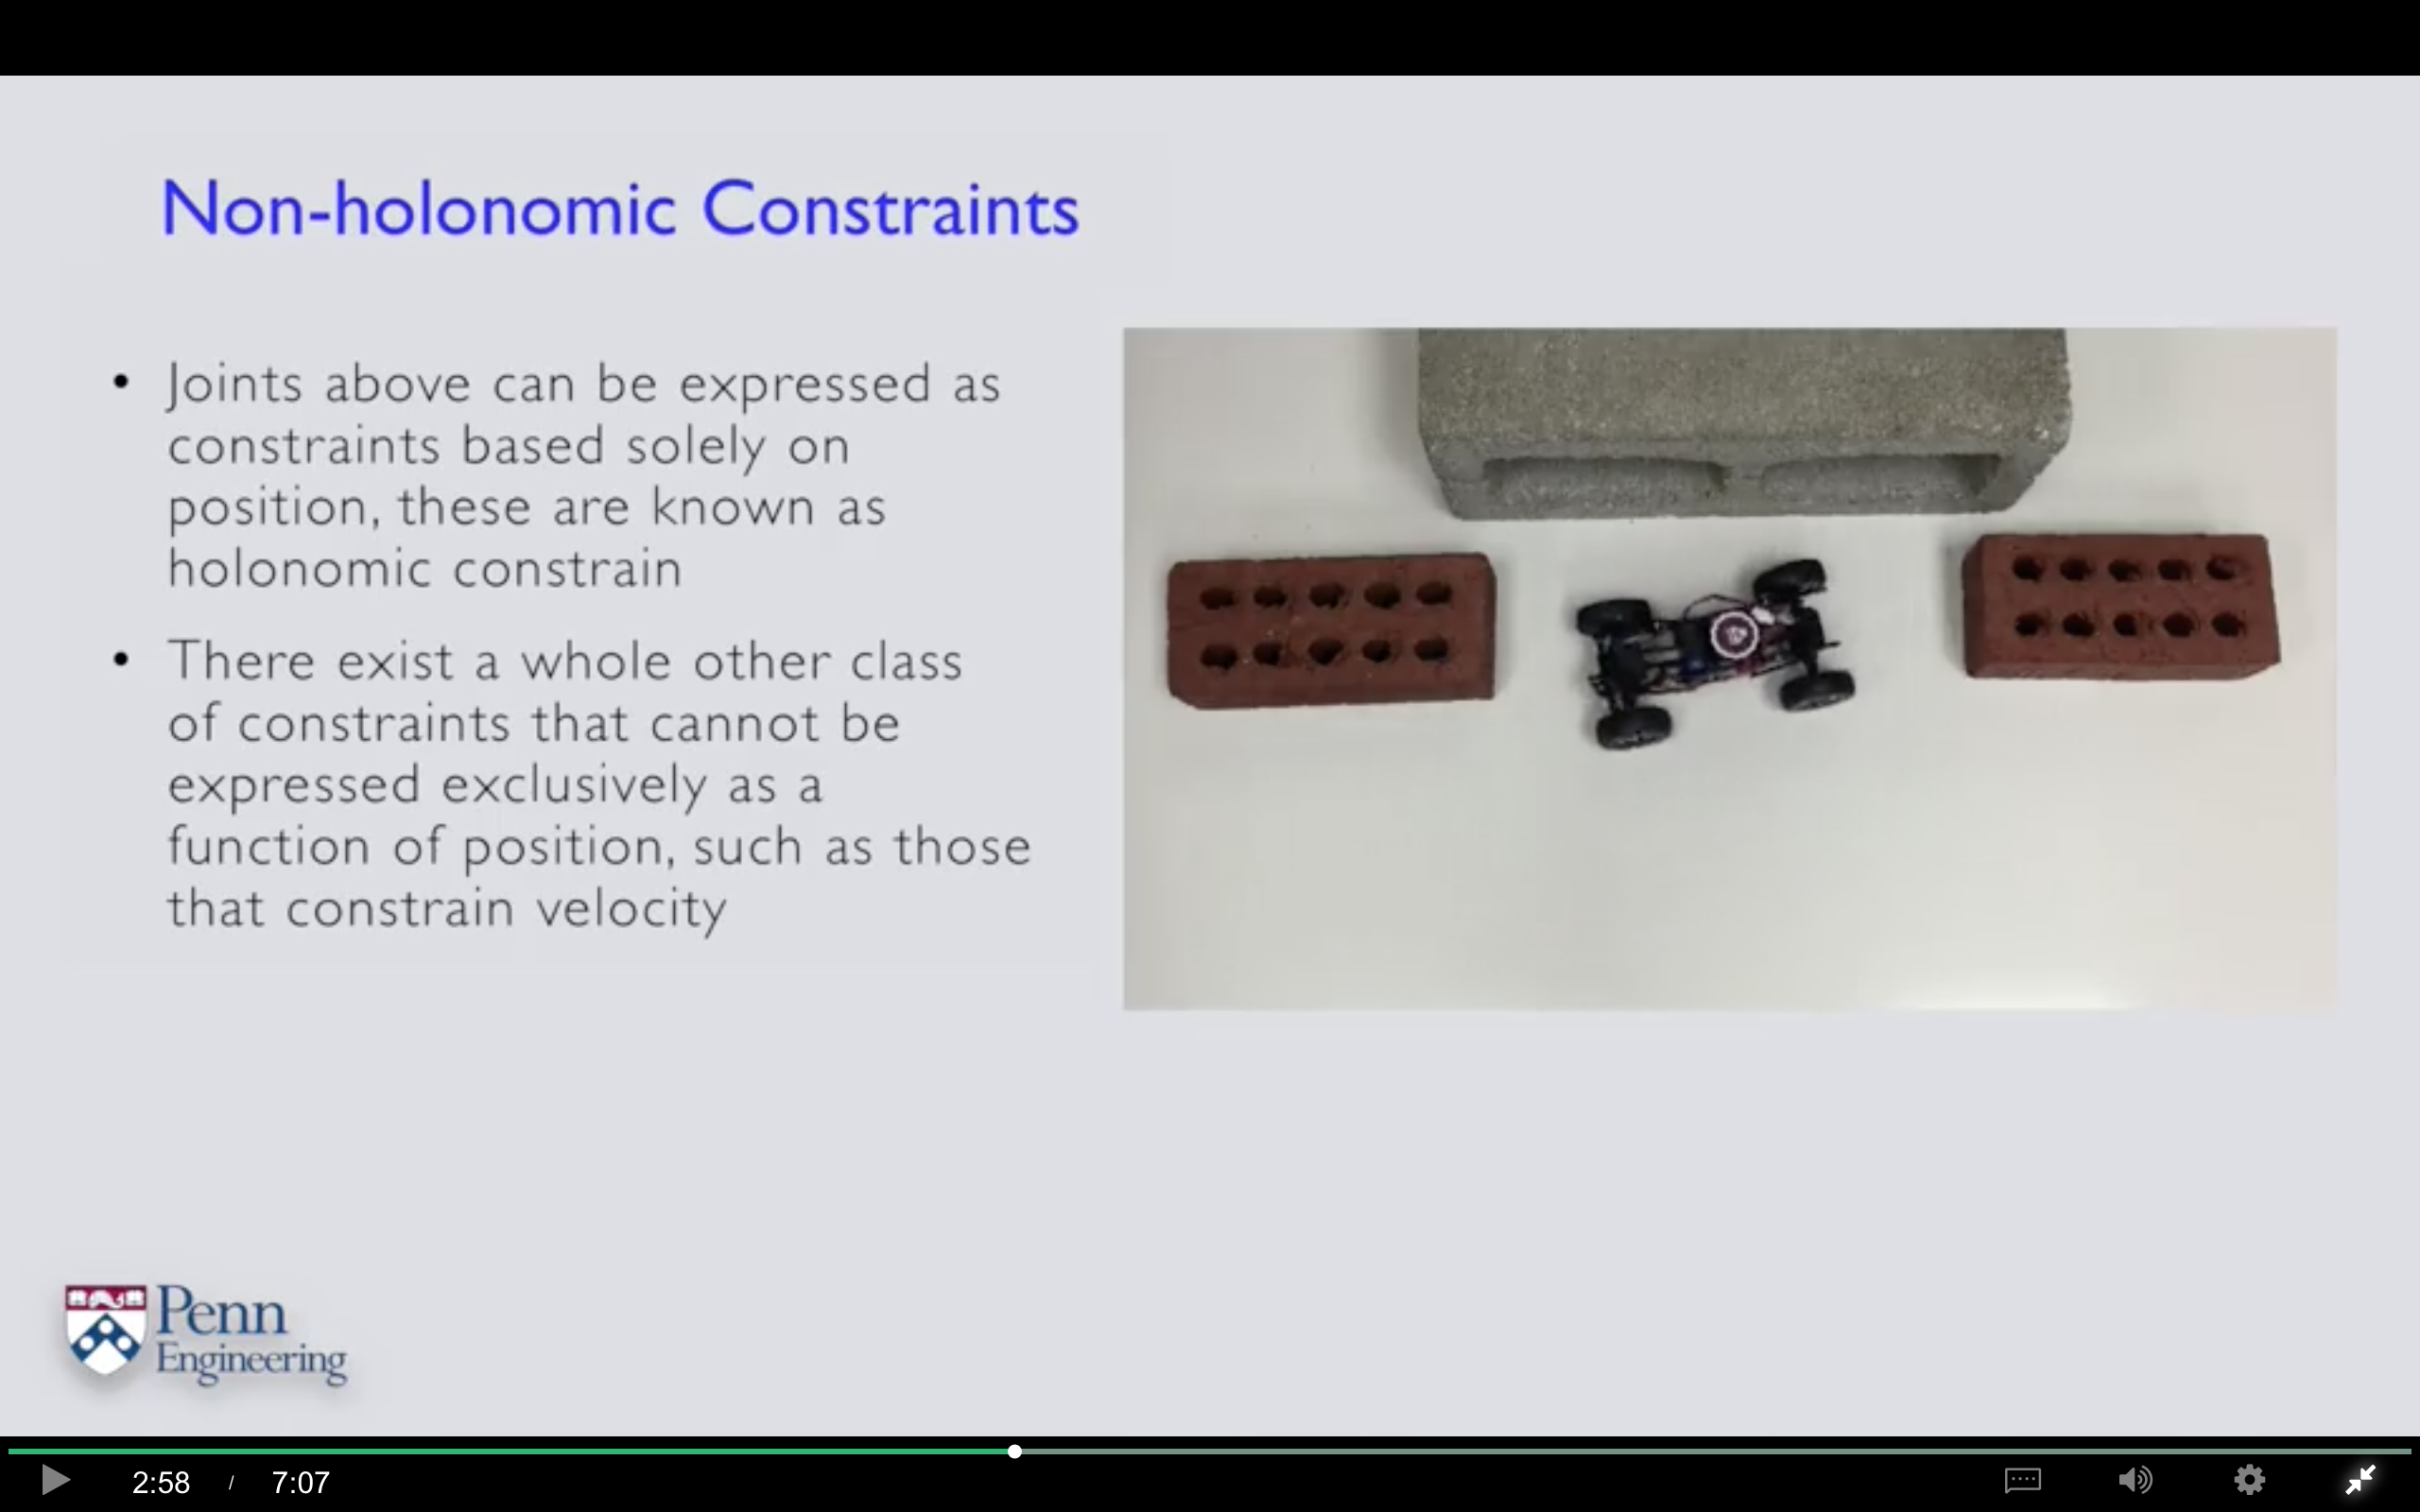 Non-holonomic Constraints
• Joints above can be expressed as
constraints based solely on
position, these are known as
holonomic constrain
• There exist a whole other class
of constraints that cannot be
expressed exclusively as a
function of position, such as those
that constrain velocity
Penn
Engineering
2:58 / 7:07